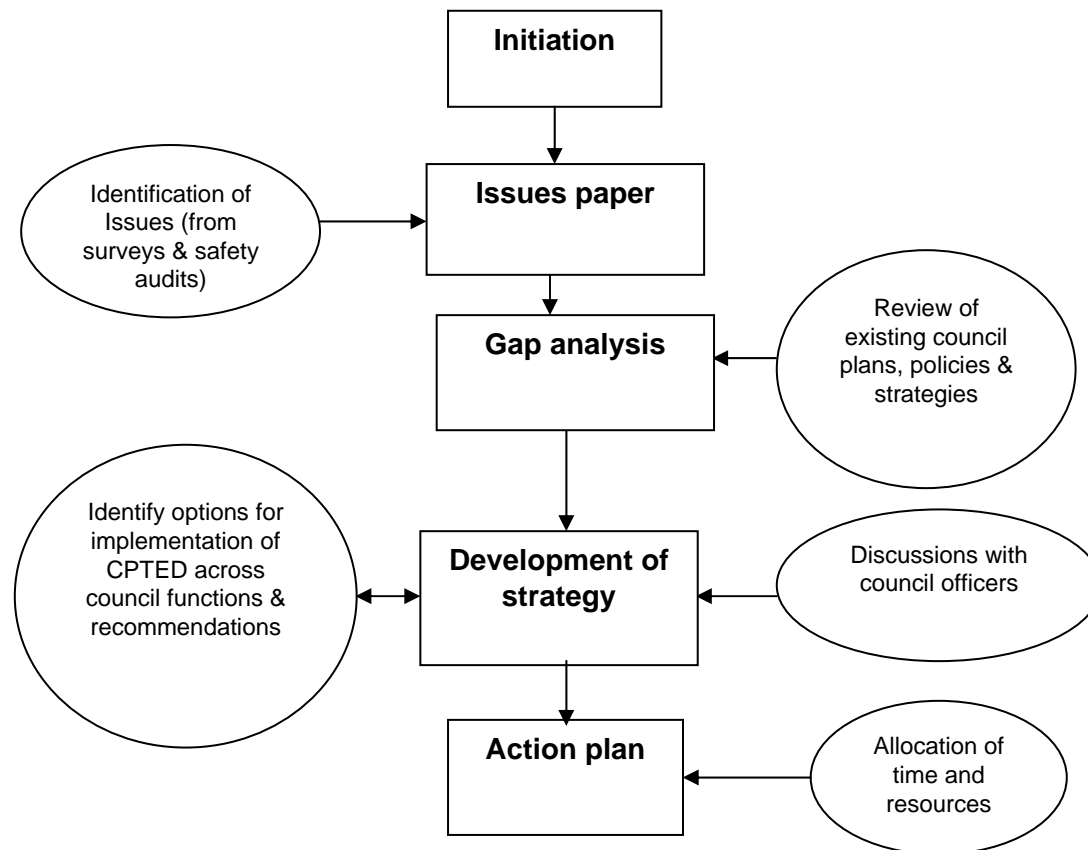 Initiation
Issues paper
Identification of
Issues (from
surveys & safety
audits)
Gap analysis
Review of
existing council
plans, policies &
strategies
Identify options for
implementation of
CPTED across
council functions &
recommendations
Development of
strategy
Discussions with
council officers
Action plan
Allocation of
time and
resources